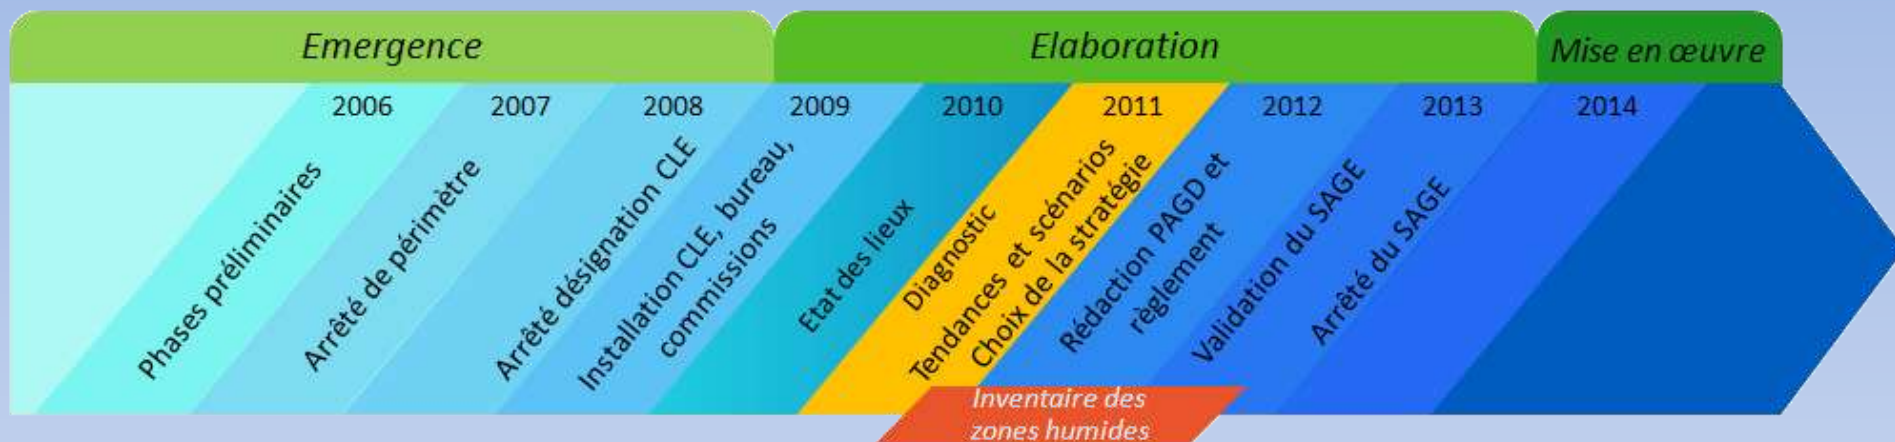 Emergence
Elaboration
Mise en œuvre
2006
2007
2008
2009
2010
2011
2012
2013
2014
Phases préliminaires
Arrêté de périmètre
Arrêté désignation CLE
Installation CLE, bureau,
commissions
Etat des lieux
Diagnostic
Tendances et scénarios
Choix de la stratégie
Rédaction PAGD et
règlement
Validation du SAGE
Arrêté du SAGE
Inventaire des
zones humides